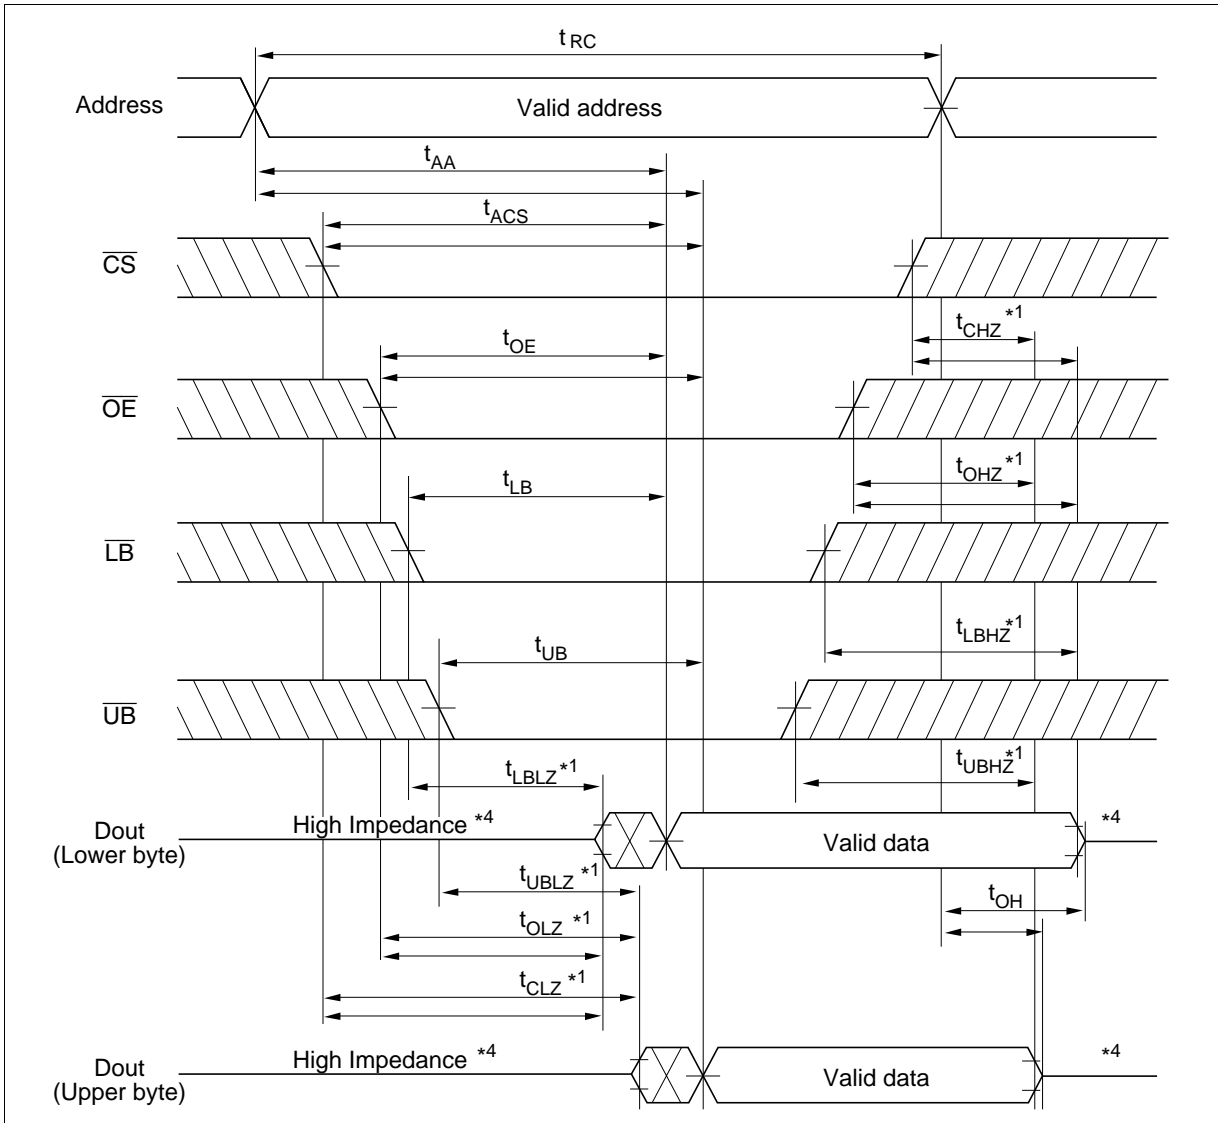 tRC
Address
Valid address
tAA
tACS
CS
tCHZ *1
tOE
OE
tOHZ *1
tLB
LB
tLBHZ *1
tUB
UB
tUBHZ *1
tLBLZ *1
Dout
(Lower byte)
High Impedance *4
Valid data
*4
tUBLZ *1
tOH
tOLZ *1
tCLZ *1
Dout
(Upper byte)
High Impedance *4
Valid data
*4